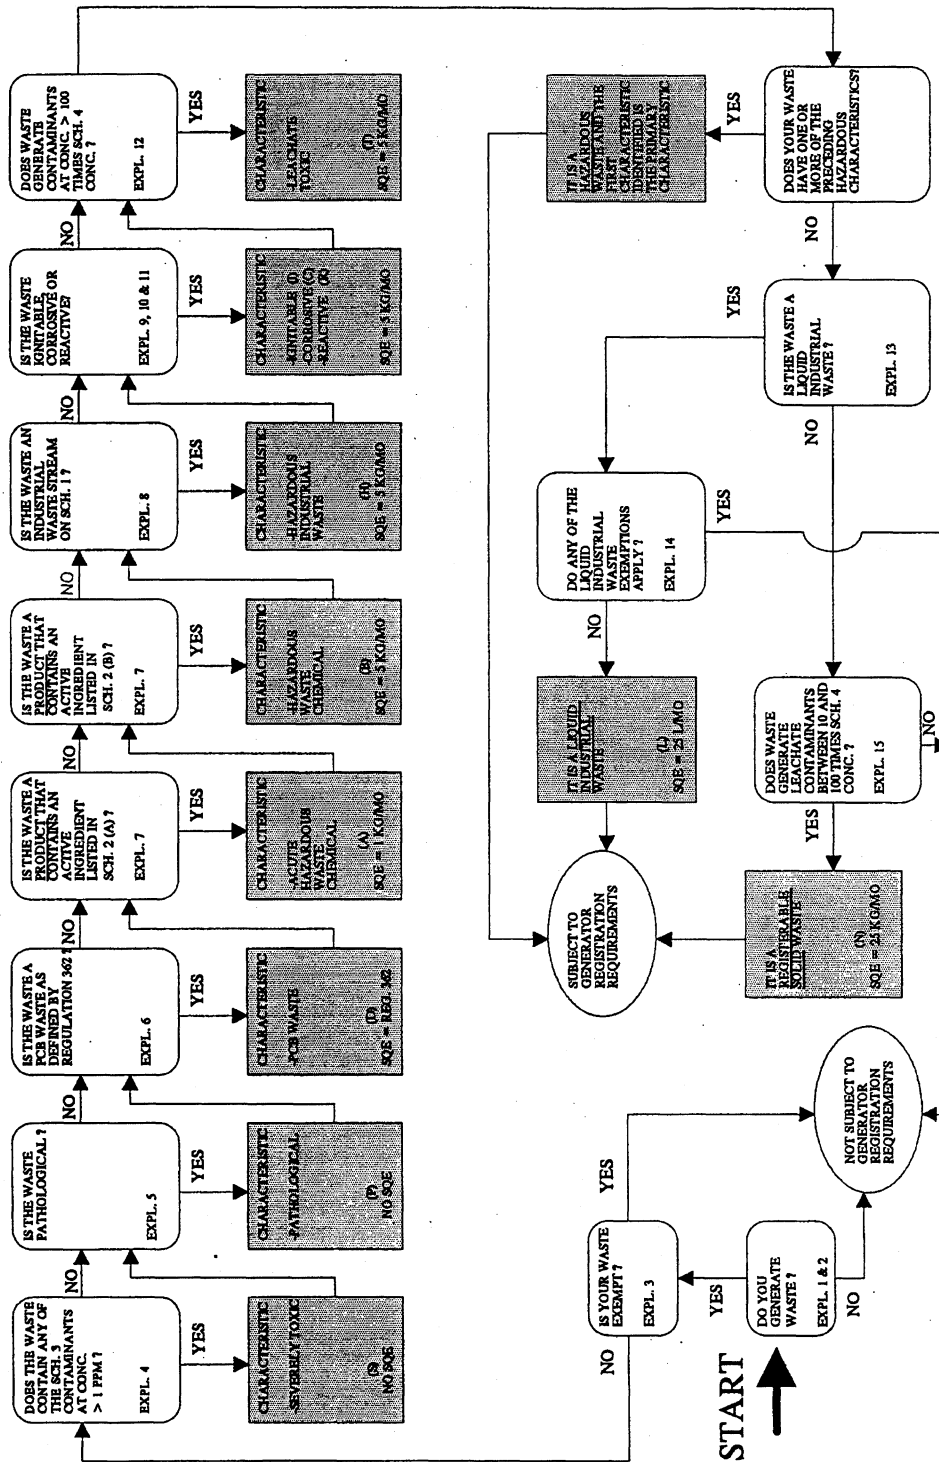 START
DO YOU
GENERATE
WASTE ?
EXPL. 1 & 2
YES
NO
IS YOUR WASTE
EXEMPT ?
EXPL. 3
NO
YES
NOT SUBJECT TO
GENERATOR
REGISTRATION
REQUIREMENTS
DOES THE WASTE
CONTAIN ANY OF
THE SCH. 3
CONTAMINANTS
AT CONC.
> 1 PPM ?
EXPL. 4
NO
YES
CHARACTERISTIC
-SEVERELY TOXIC
(S)
NO SQE
IS THE WASTE
PATHOLOGICAL ?
EXPL. 5
NO
YES
CHARACTERISTIC
-PATHOLOGICAL
(P)
NO SQE
IS THE WASTE A
PCB WASTE AS
DEFINED BY
REGULATION 362 ?
EXPL. 6
NO
YES
CHARACTERISTIC
-PCB WASTE
(D)
SQE = REG. 362
IS THE WASTE A
PRODUCT THAT
CONTAINS AN
ACTIVE
INGREDIENT
LISTED IN
SCH. 2 (A) ?
EXPL. 7
NO
YES
CHARACTERISTIC
-ACUTE
HAZARDOUS
WASTE
CHEMICAL
(A)
SQE = 1 KG/MO
IS THE WASTE A
PRODUCT THAT
CONTAINS AN
ACTIVE
INGREDIENT
LISTED IN
SCH. 2 (B) ?
EXPL. 7
NO
YES
CHARACTERISTIC
-HAZARDOUS
WASTE
CHEMICAL
(B)
SQE = 5 KG/MO
IS THE WASTE AN
INDUSTRIAL
WASTE STREAM
ON SCH. 1 ?
EXPL. 8
NO
YES
CHARACTERISTIC
-HAZARDOUS
INDUSTRIAL
WASTE
(H)
SQE = 5 KG/MO
IS THE WASTE
IGNITABLE,
CORROSIVE OR
REACTIVE?
EXPL. 9, 10 & 11
NO
YES
CHARACTERISTIC
-IGNITABLE (I)
-CORROSIVE (C)
-REACTIVE (R)
SQE = 5 KG/MO
DOES WASTE
GENERATE
CONTAMINANTS
AT CONC. > 100
TIMES SCH. 4
CONC. ?
EXPL. 12
YES
CHARACTERISTIC
-LEACHATE
TOXIC
(T)
SQE = 5 KG/MO
DOES YOUR WASTE
HAVE ONE OR
MORE OF THE
PRECEDING
HAZARDOUS
CHARACTERISTICS?
YES
NO
IT IS A
HAZARDOUS
WASTE AND THE
FIRST
CHARACTERISTIC
IDENTIFIED IS
THE PRIMARY
CHARACTERISTIC
IS THE WASTE A
LIQUID
INDUSTRIAL
WASTE ?
EXPL. 13
YES
NO
DO ANY OF THE
LIQUID
INDUSTRIAL
WASTE
EXEMPTIONS
APPLY ?
EXPL. 14
YES
NO
IT IS A LIQUID
INDUSTRIAL
WASTE
(L)
SQE = 25 L/MO
DOES WASTE
GENERATE
LEACHATE
CONTAMINANTS
BETWEEN 10 AND
100 TIMES SCH. 4
CONC. ?
EXPL. 15
NO
YES
IT IS A
REGISTERABLE
SOLID WASTE
(N)
SQE = 25 KG/MO
SUBJECT TO
GENERATOR
REGISTRATION
REQUIREMENTS